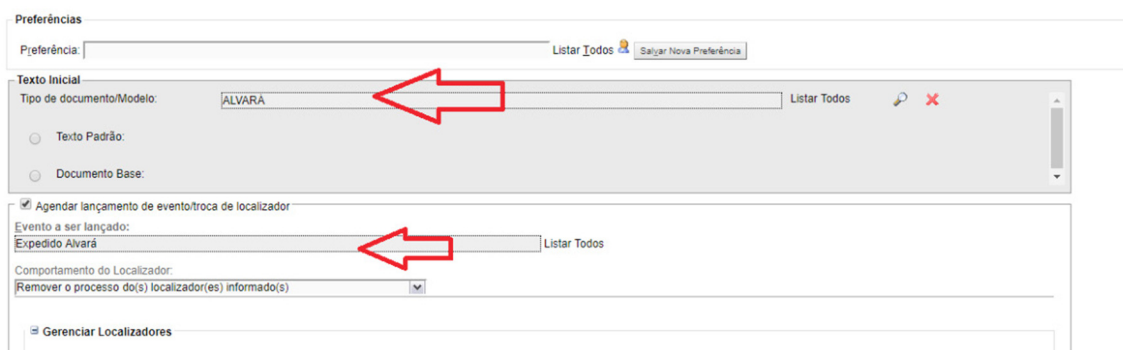 Preferências
Preferência: Listar Todos Salvar Nova Preferência
Texto Inicial
Tipo de documento/Modelo: ALVARÁ Listar Todos
Texto Padrão:
Documento Base:
Agendar lançamento de evento/troca de localizador
Evento a ser lançado:
Expedido Alvará Listar Todos
Comportamento do Localizador:
Remover o processo do(s) localizador(es) informado(s)
Gerenciar Localizadores